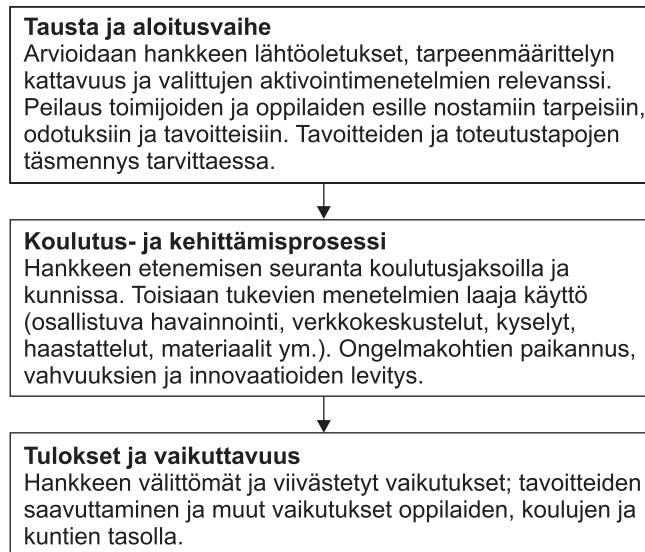 Tausta ja aloitusvaihe
Arvioidaan hankkeen lähtöoletukset, tarpeenmäärittelyn
kattavuus ja valittujen aktivointimenetelmien relevanssi.
Peilaus toimijoiden ja oppilaiden esille nostamiin tarpeisiin,
odotuksiin ja tavoitteisiin. Tavoitteiden ja toteutustapojen
täsmennys tarvittaessa.
Koulutus- ja kehittämisprosessi
Hankkeen etenemisen seuranta koulutusjaksoilla ja
kunnissa. Toisiaan tukevien menetelmien laaja käyttö
(osallistuva havainnointi, verkkokeskustelut, kyselyt,
haastattelut, materiaalit ym.). Ongelmakohtien paikannus,
vahvuuksien ja innovaatioiden levitys.
Tulokset ja vaikuttavuus
Hankkeen välittömät ja viivästetyt vaikutukset; tavoitteiden
saavuttaminen ja muut vaikutukset oppilaiden, koulujen ja
kuntien tasolla.